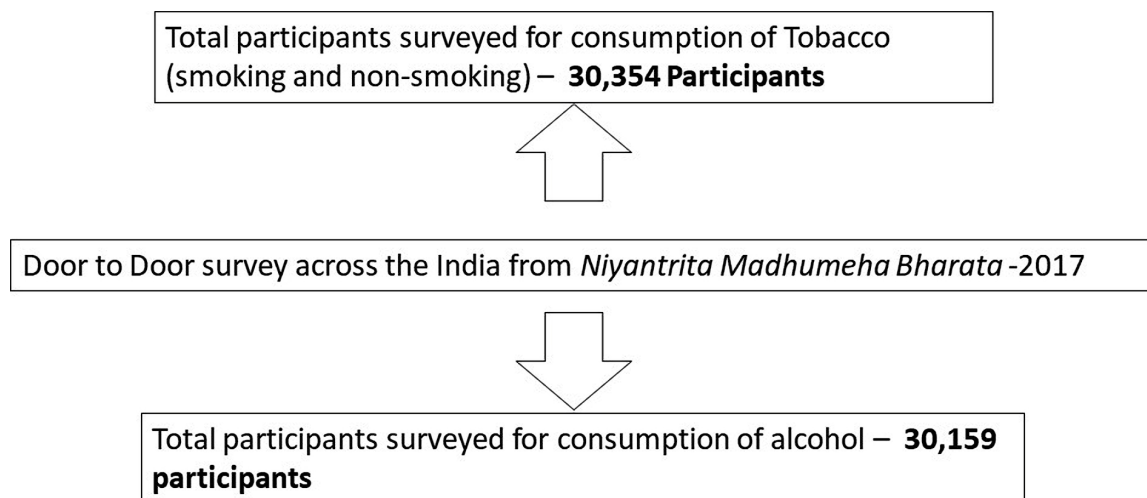 Total participants surveyed for consumption of Tobacco
(smoking and non-smoking) – 30,354 Participants
Door to Door survey across the India from Niyantrita Madhumeha Bharata -2017
Total participants surveyed for consumption of alcohol – 30,159
participants